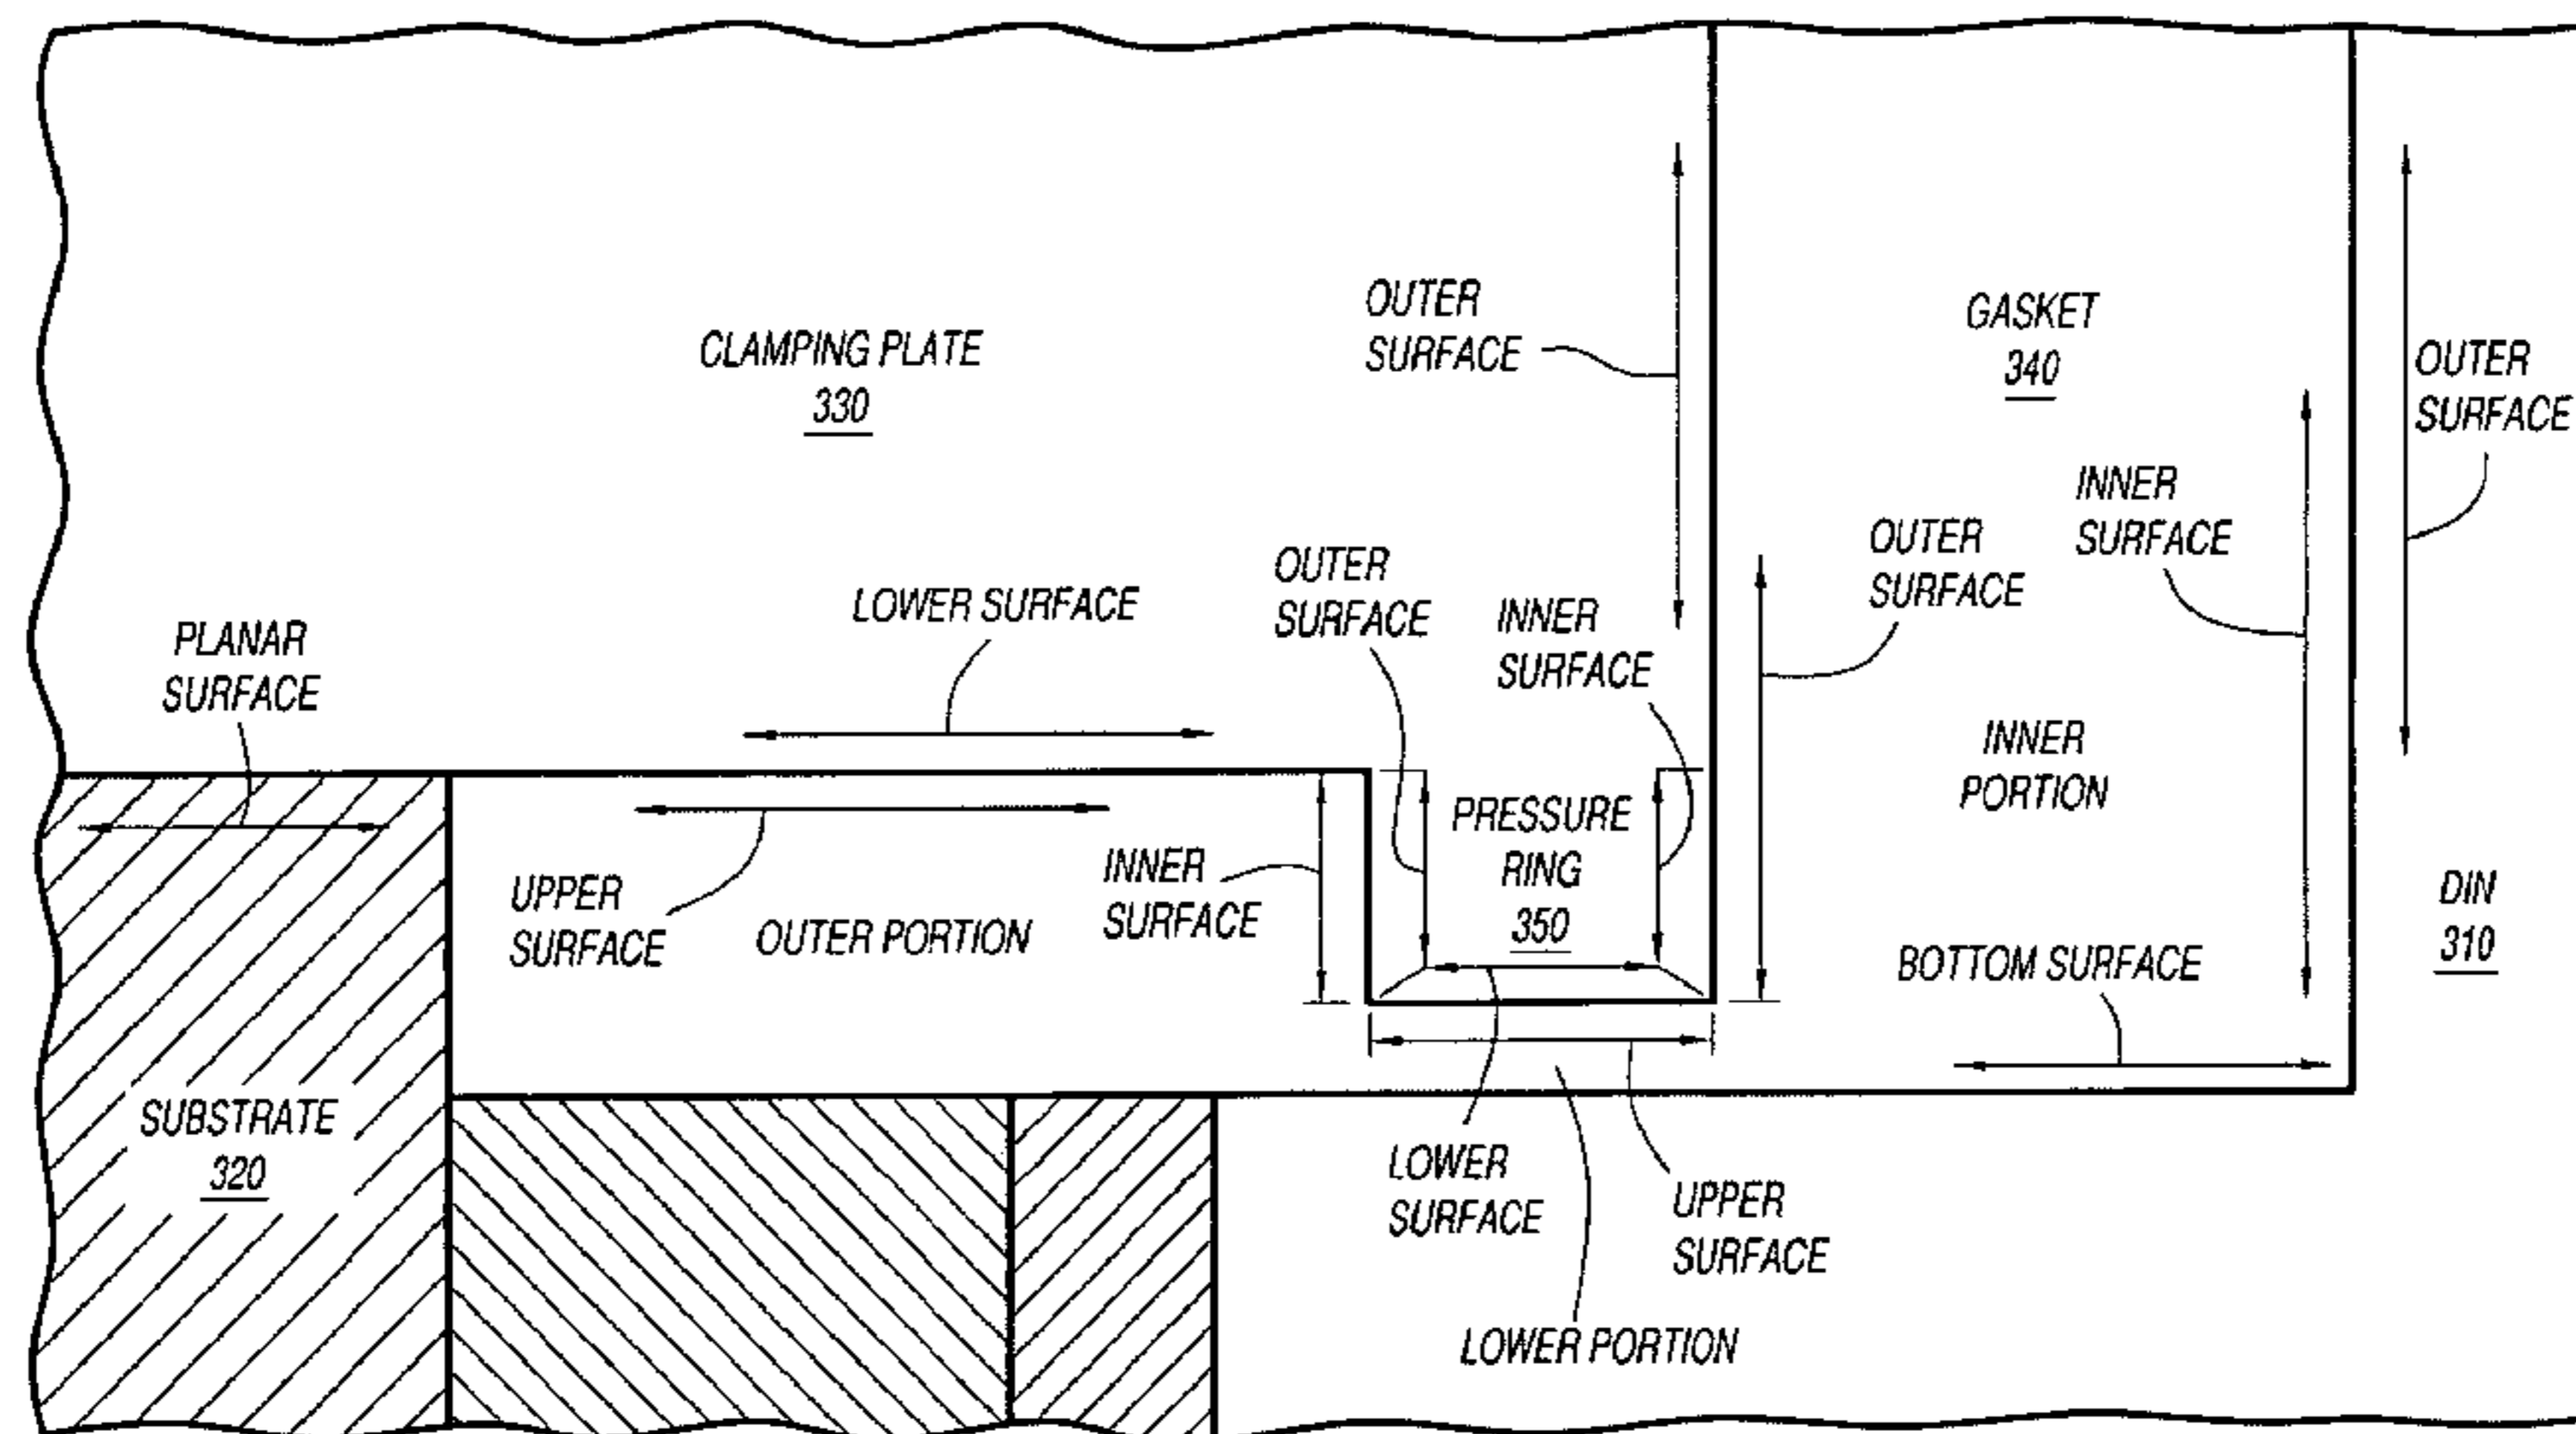 CLAMPING PLATE
330
OUTER
SURFACE
GASKET
340
OUTER
SURFACE
INNER
SURFACE
OUTER
SURFACE
OUTER
SURFACE
LOWER SURFACE
INNER
SURFACE
PLANAR
SURFACE
INNER
PORTION
PRESSURE
RING
350
INNER
SURFACE
UPPER
SURFACE
OUTER PORTION
DIN
310
BOTTOM SURFACE
SUBSTRATE
320
LOWER
SURFACE
UPPER
SURFACE
LOWER PORTION